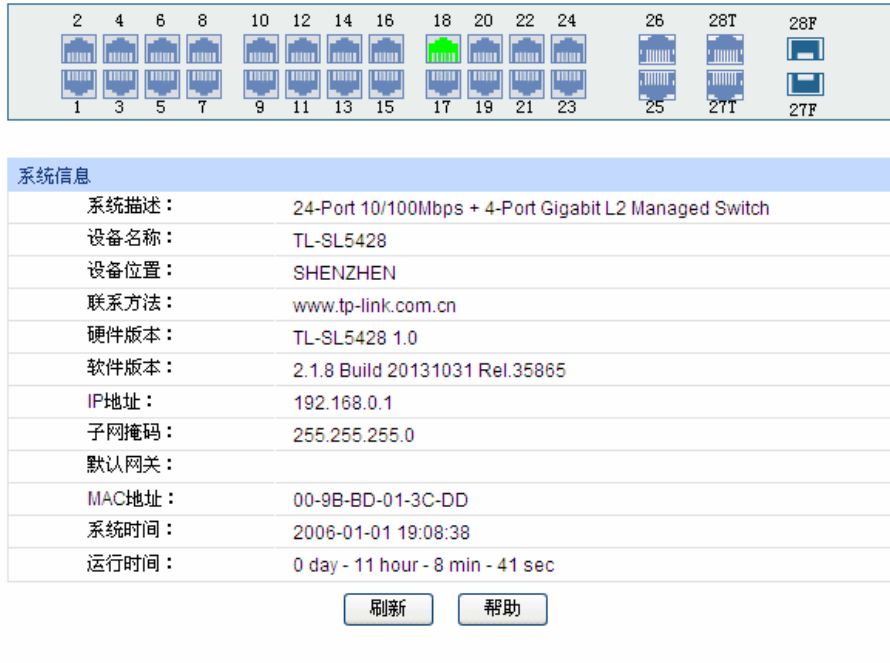 2 4 6 8 10 12 14 16 18 20 22 24 26 28T 28F
1 3 5 7 9 11 13 15 17 19 21 23 25 27T 27F
系统信息
系统描述： 24-Port 10/100Mbps + 4-Port Gigabit L2 Managed Switch
设备名称： TL-SL5428
设备位置： SHENZHEN
联系方法： www.tp-link.com.cn
硬件版本： TL-SL5428 1.0
软件版本： 2.1.8 Build 20131031 Rel.35865
IP地址： 192.168.0.1
子网掩码： 255.255.255.0
默认网关：
MAC地址： 00-9B-BD-01-3C-DD
系统时间： 2006-01-01 19:08:38
运行时间： 0 day - 11 hour - 8 min - 41 sec
刷新 帮助